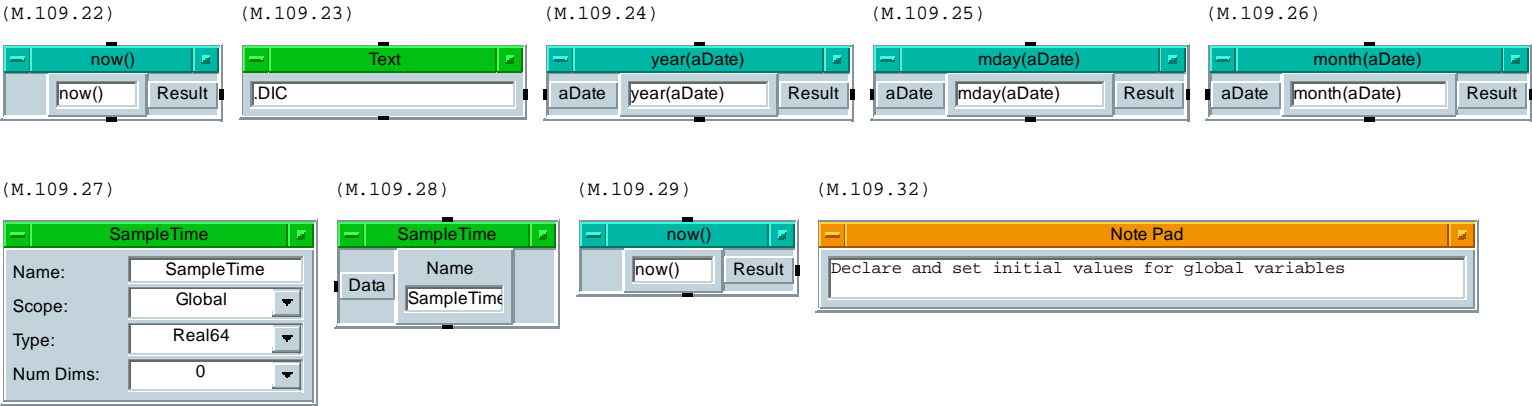 (M.109.22) (M.109.23) (M.109.24) (M.109.25) (M.109.26)
now() Text year(aDate) mday(aDate) month(aDate)
now() Result .DIC aDate year(aDate) Result aDate mday(aDate) Result aDate month(aDate) Result
(M.109.27) (M.109.28) (M.109.29) (M.109.32)
SampleTime SampleTime now() Note Pad
Name: SampleTime
Scope: Global
Type: Real64
Num Dims: 0
Data Name SampleTime
now() Result
Declare and set initial values for global variables